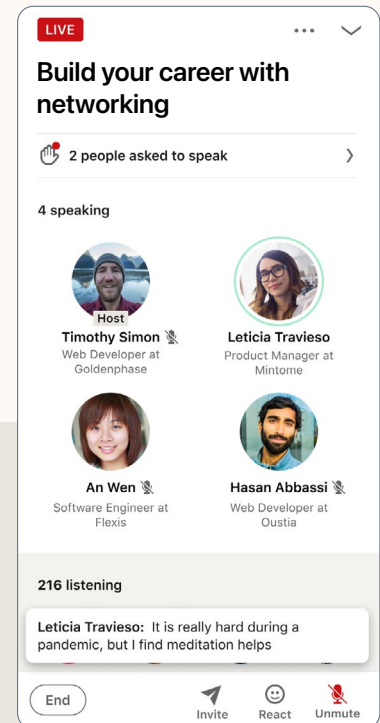 LIVE
Build your career with
networking
2 people asked to speak
4 speaking
Host
Timothy Simon
Web Developer at
Goldenphase
Leticia Travieso
Product Manager at
Mintome
An Wen
Software Engineer at
Flexis
Hasan Abbassi
Web Developer at
Oustia
216 listening
Leticia Travieso: It is really hard during a
pandemic, but I find meditation helps
End
Invite
React
Unmute